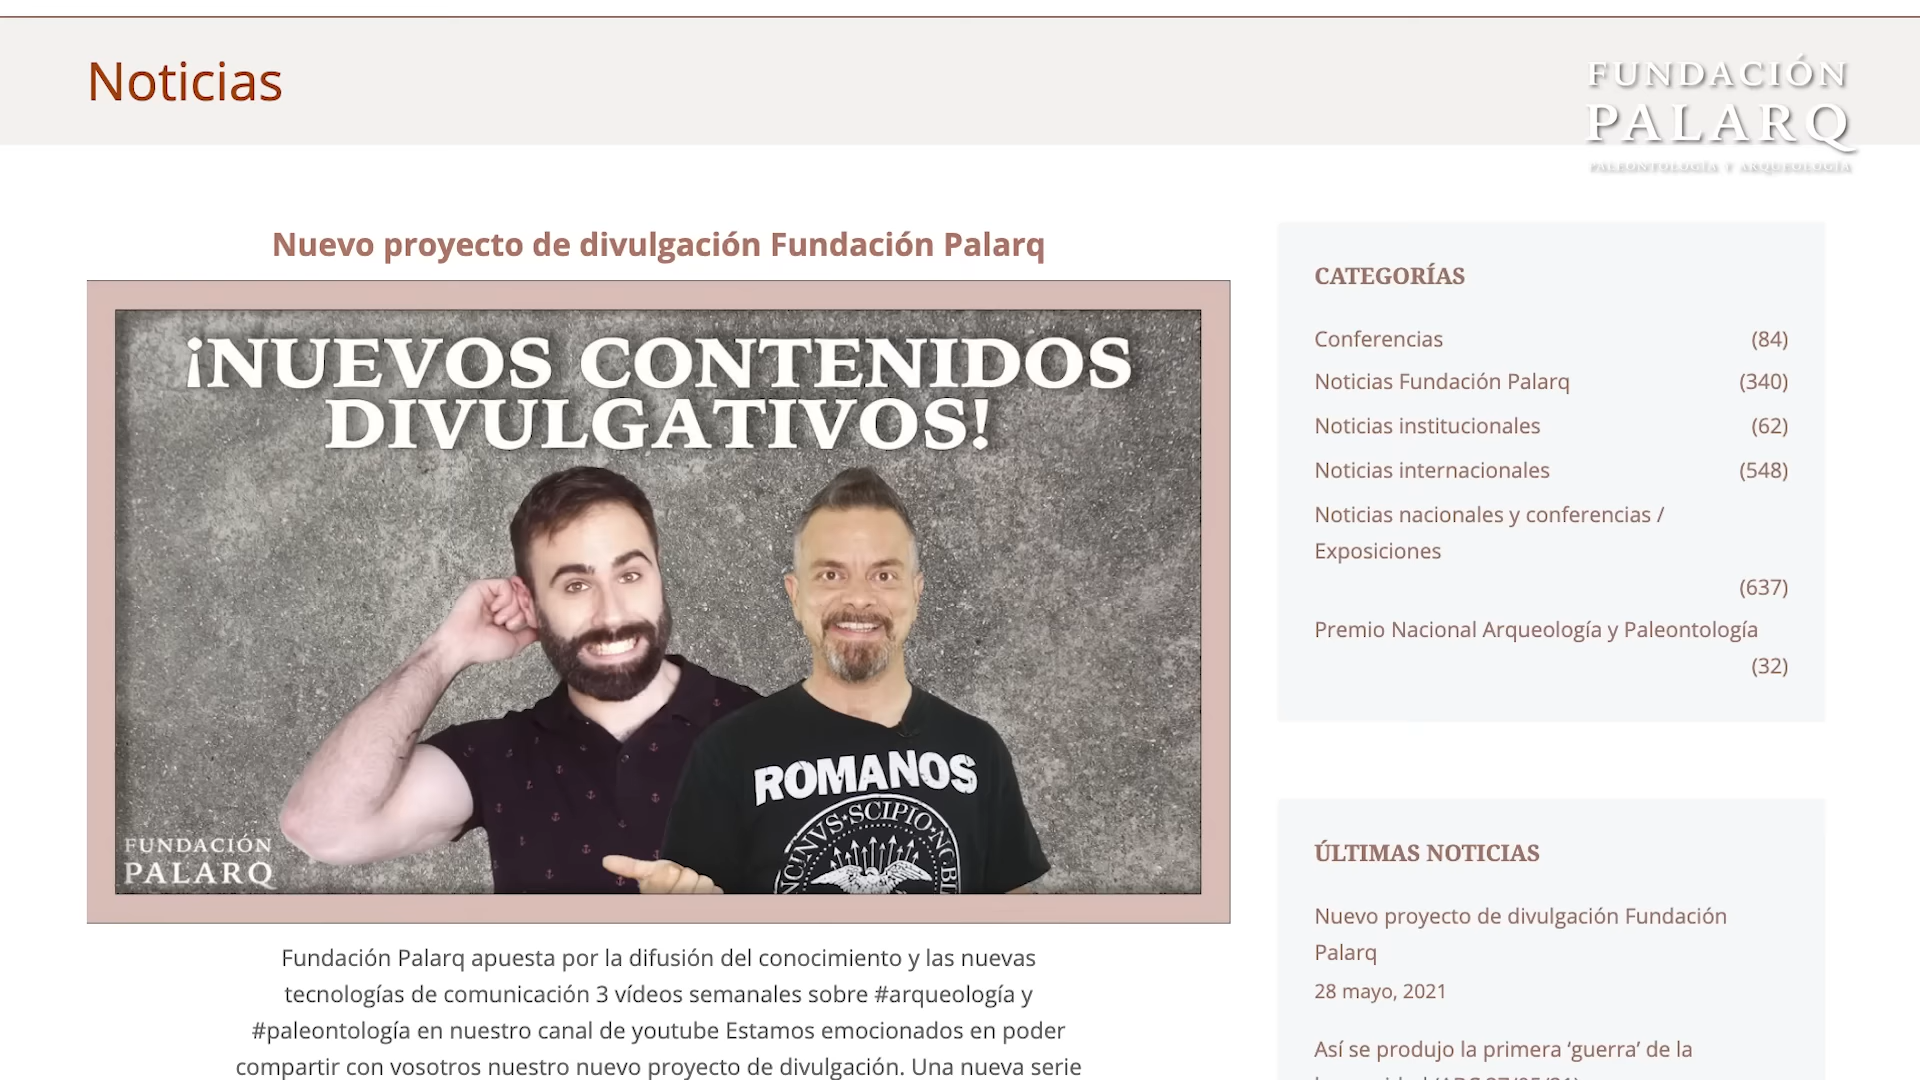 Noticias
FUNDACIÓN
PALARQ
PALEONTOLOGÍA Y ARQUEOLOGÍA
Nuevo proyecto de divulgación Fundación Palarq
¡NUEVOS CONTENIDOS
DIVULGATIVOS!
ROMANOS
SCIPIO
FUNDACIÓN
PALARQ
Fundación Palarq apuesta por la difusión del conocimiento y las nuevas
tecnologías de comunicación 3 vídeos semanales sobre #arqueología y
#paleontología en nuestro canal de youtube Estamos emocionados en poder
compartir con vosotros nuestro nuevo proyecto de divulgación. Una nueva serie
CATEGORÍAS
Conferencias (84)
Noticias Fundación Palarq (340)
Noticias institucionales (62)
Noticias internacionales (548)
Noticias nacionales y conferencias /
Exposiciones
(637)
Premio Nacional Arqueología y Paleontología
(32)
ÚLTIMAS NOTICIAS
Nuevo proyecto de divulgación Fundación
Palarq
28 mayo, 2021
Así se produjo la primera ‘guerra’ de la